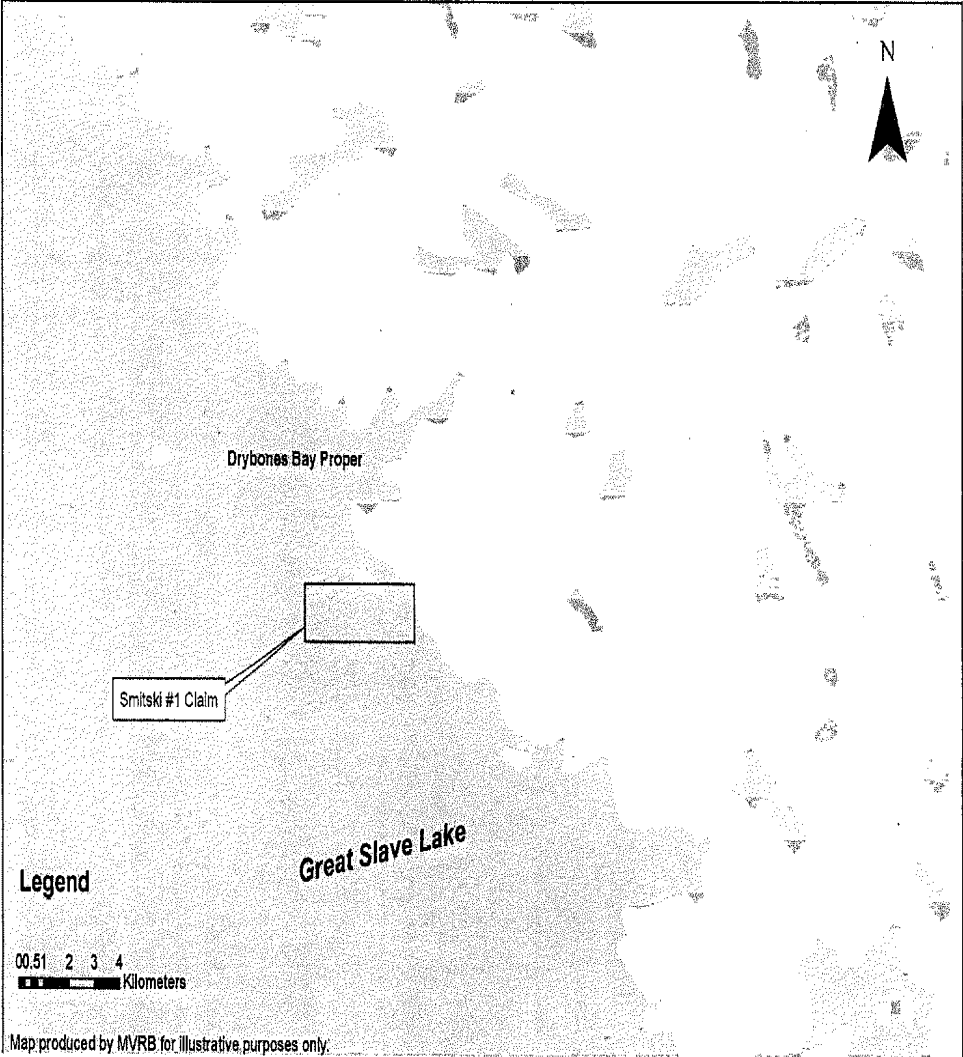 N
Drybones Bay Proper
Smitski #1 Claim
Great Slave Lake
Legend
00.51 2 3 4
Kilometers
Map produced by MVRB for illustrative purposes only.